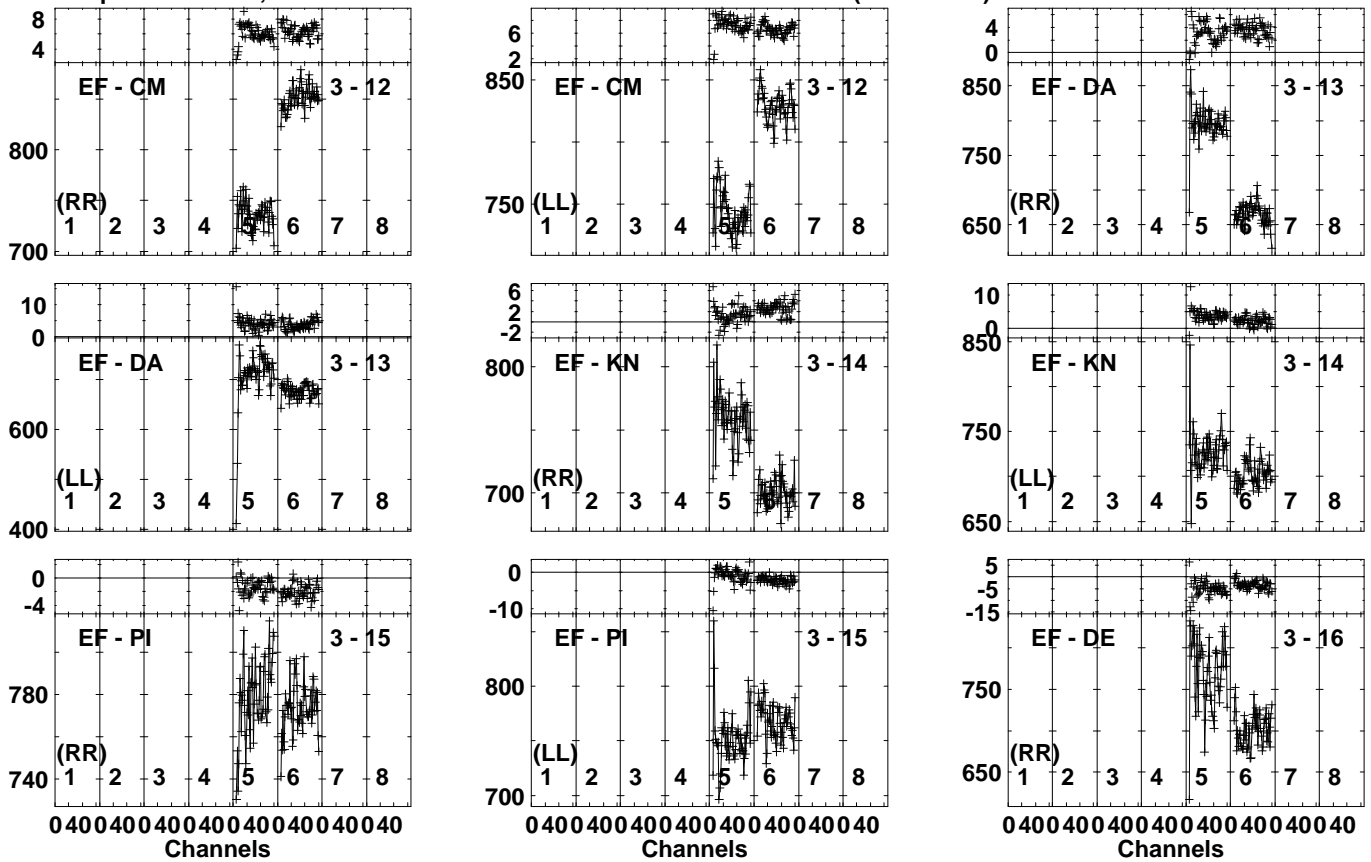 8
4
EF - CM 3 - 12
800
(RR)
1 2 3 4 5 6 7 8
700
6
2
850
EF - CM 3 - 12
750
(LL)
1 2 3 4 5 6 7 8
4
0
850
EF - DA 3 - 13
750
(RR)
650
1 2 3 4 5 6 7 8
10
0
EF - DA 3 - 13
600
(LL)
1 2 3 4 5 6 7 8
400
6
2
-2
800
EF - KN 3 - 14
(RR)
700
1 2 3 4 5 6 7 8
10
0
850
EF - KN 3 - 14
750
(LL)
1 2 3 4 5 6 7 8
650
0
-4
EF - PI 3 - 15
780
(RR)
740
1 2 3 4 5 6 7 8
0 40 0 40 0 40 0 40 0 40 0 40 0 40 0 40
Channels
0
-10
EF - PI 3 - 15
800
(LL)
1 2 3 4 5 6 7 8
700
0 40 0 40 0 40 0 40 0 40 0 40 0 40 0 40
Channels
5
-5
-15
EF - DE 3 - 16
750
(RR)
650
1 2 3 4 5 6 7 8
0 40 0 40 0 40 0 40 0 40 0 40 0 40 0 40
Channels